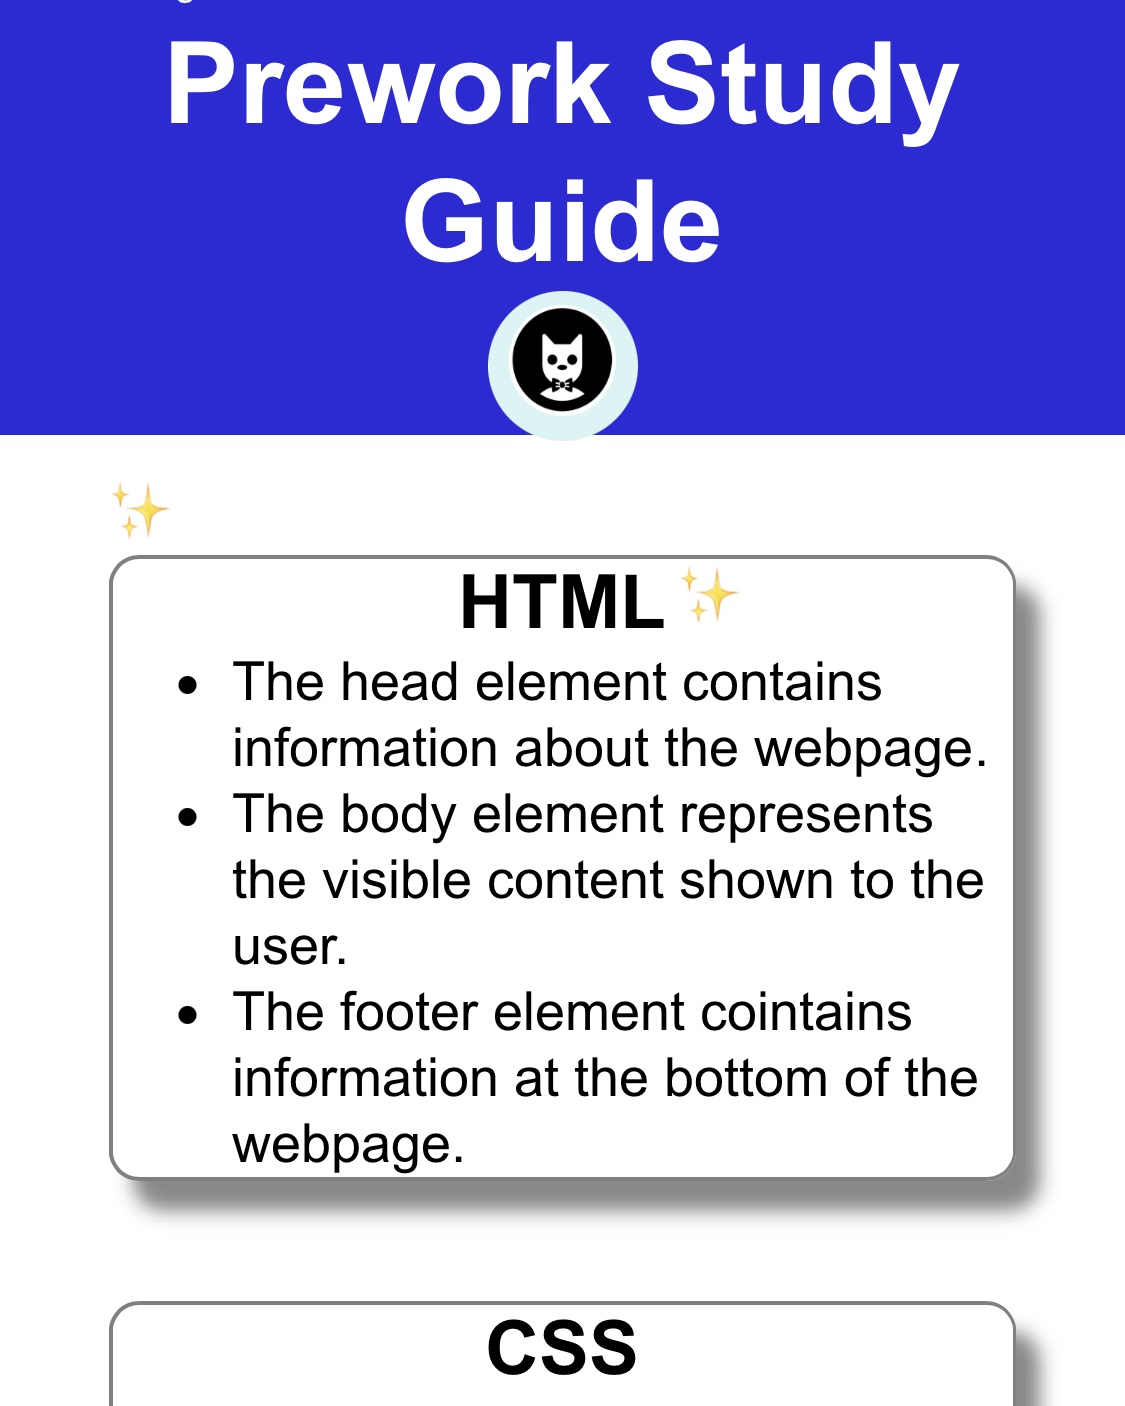 Prework Study
Guide
HTML
The head element contains
information about the webpage.
The body element represents
the visible content shown to the
user.
The footer element cointains
information at the bottom of the
webpage.
CSS